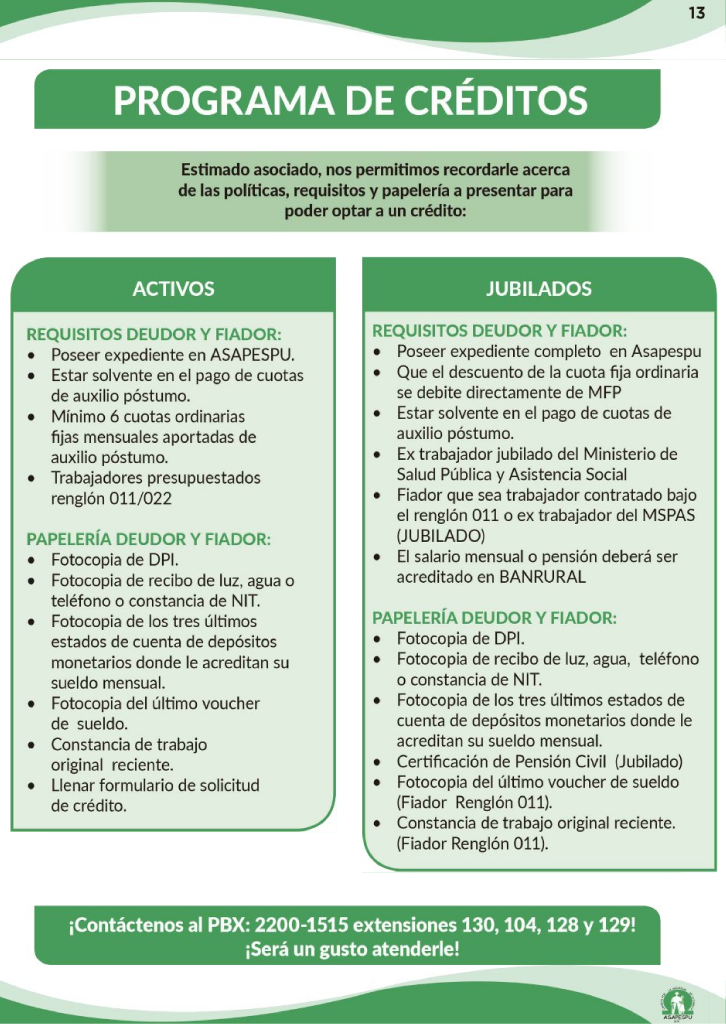 13
PROGRAMA DE CRÉDITOS
Estimado asociado, nos permitimos recordarle acerca
de las políticas, requisitos y papelería a presentar para
poder optar a un crédito:
ACTIVOS
REQUISITOS DEUDOR Y FIADOR:
• Poseer expediente en ASAPESPU.
• Estar solvente en el pago de cuotas
de auxilio póstumo.
• Mínimo 6 cuotas ordinarias
fijas mensuales aportadas de
auxilio póstumo.
• Trabajadores presupuestados
renglón 011/022
PAPELERÍA DEUDOR Y FIADOR:
• Fotocopia de DPI.
• Fotocopia de recibo de luz, agua o
teléfono o constancia de NIT.
• Fotocopia de los tres últimos
estados de cuenta de depósitos
monetarios donde le acreditan su
sueldo mensual.
• Fotocopia del último voucher
de sueldo.
• Constancia de trabajo
original reciente.
• Llenar formulario de solicitud
de crédito.
JUBILADOS
REQUISITOS DEUDOR Y FIADOR:
• Poseer expediente completo en Asapespu
• Que el descuento de la cuota fija ordinaria
se debite directamente de MFP
• Estar solvente en el pago de cuotas de
auxilio póstumo.
• Ex trabajador jubilado del Ministerio de
Salud Pública y Asistencia Social
• Fiador que sea trabajador contratado bajo
el renglón 011 o ex trabajador del MSPAS
(JUBILADO)
• El salario mensual o pensión deberá ser
acreditado en BANRURAL
PAPELERÍA DEUDOR Y FIADOR:
• Fotocopia de DPI.
• Fotocopia de recibo de luz, agua, teléfono
o constancia de NIT.
• Fotocopia de los tres últimos estados de
cuenta de depósitos monetarios donde le
acreditan su sueldo mensual.
• Certificación de Pensión Civil (Jubilado)
• Fotocopia del último voucher de sueldo
(Fiador Renglón 011).
• Constancia de trabajo original reciente.
(Fiador Renglón 011).
¡Contáctenos al PBX: 2200-1515 extensiones 130, 104, 128 y 129!
¡Será un gusto atenderle!
ASAPESPU